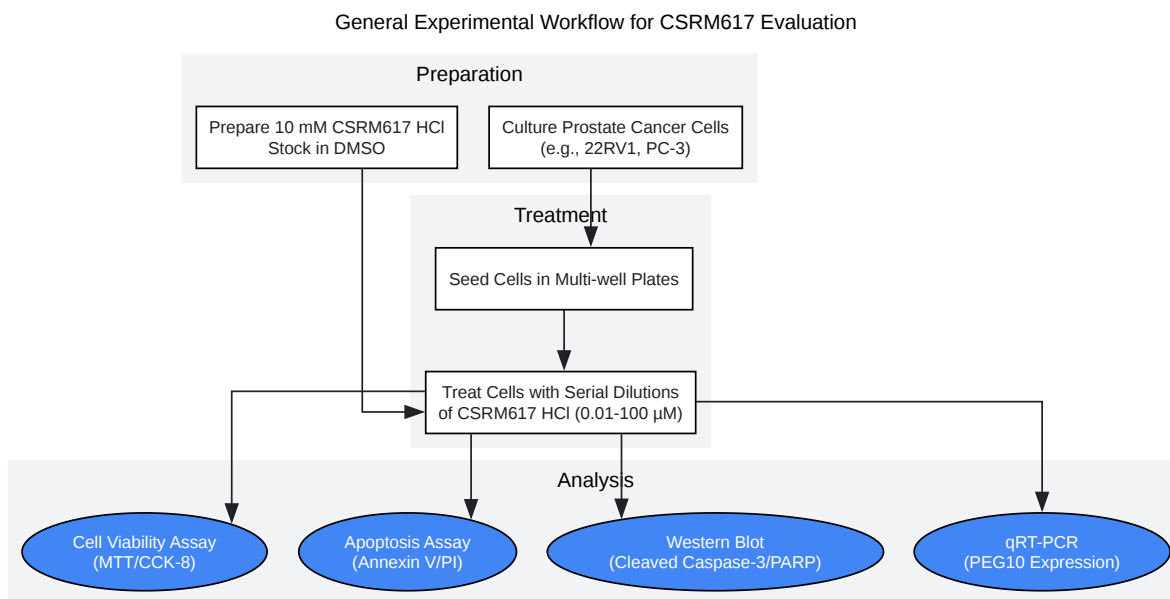 General Experimental Workflow for CSRM617 Evaluation
Preparation
Prepare 10 mM CSRM617 HCl
Stock in DMSO
Culture Prostate Cancer Cells
(e.g., 22RV1, PC-3)
Treatment
Seed Cells in Multi-well Plates
Treat Cells with Serial Dilutions
of CSRM617 HCl (0.01-100 µM)
Analysis
Cell Viability Assay
(MTT/CCK-8)
Apoptosis Assay
(Annexin V/PI)
Western Blot
(Cleaved Caspase-3/PARP)
qRT-PCR
(PEG10 Expression)